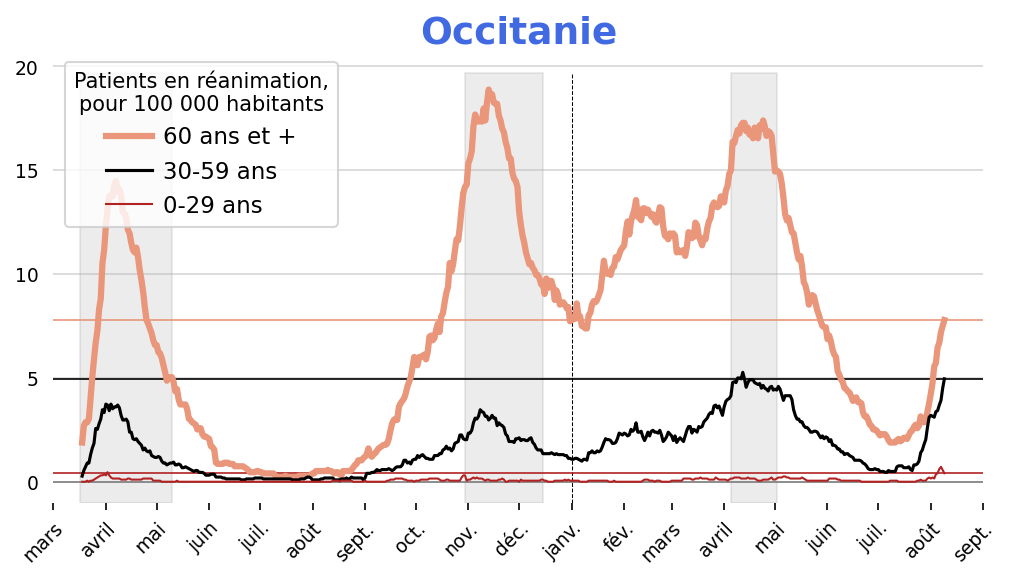 Occitanie
Patients en réanimation,
pour 100 000 habitants
60 ans et +
30-59 ans
0-29 ans
20
15
10
5
0
mars avril mai juin juil. août sept. oct. nov. déc. janv. fév. mars avril mai juin juil. août sept.